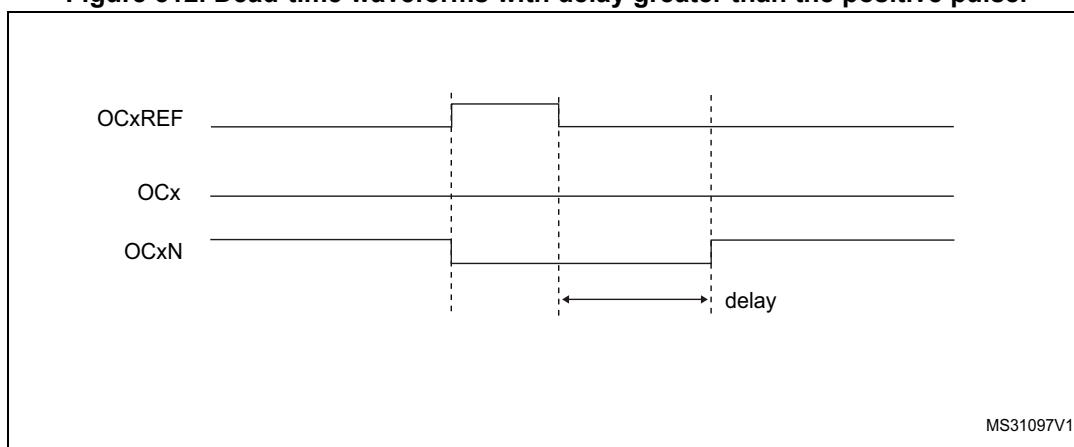 Figure 312. Dead-time waveforms with delay greater than the positive pulse.
OCxREF
OCx
OCxN
delay
MS31097V1